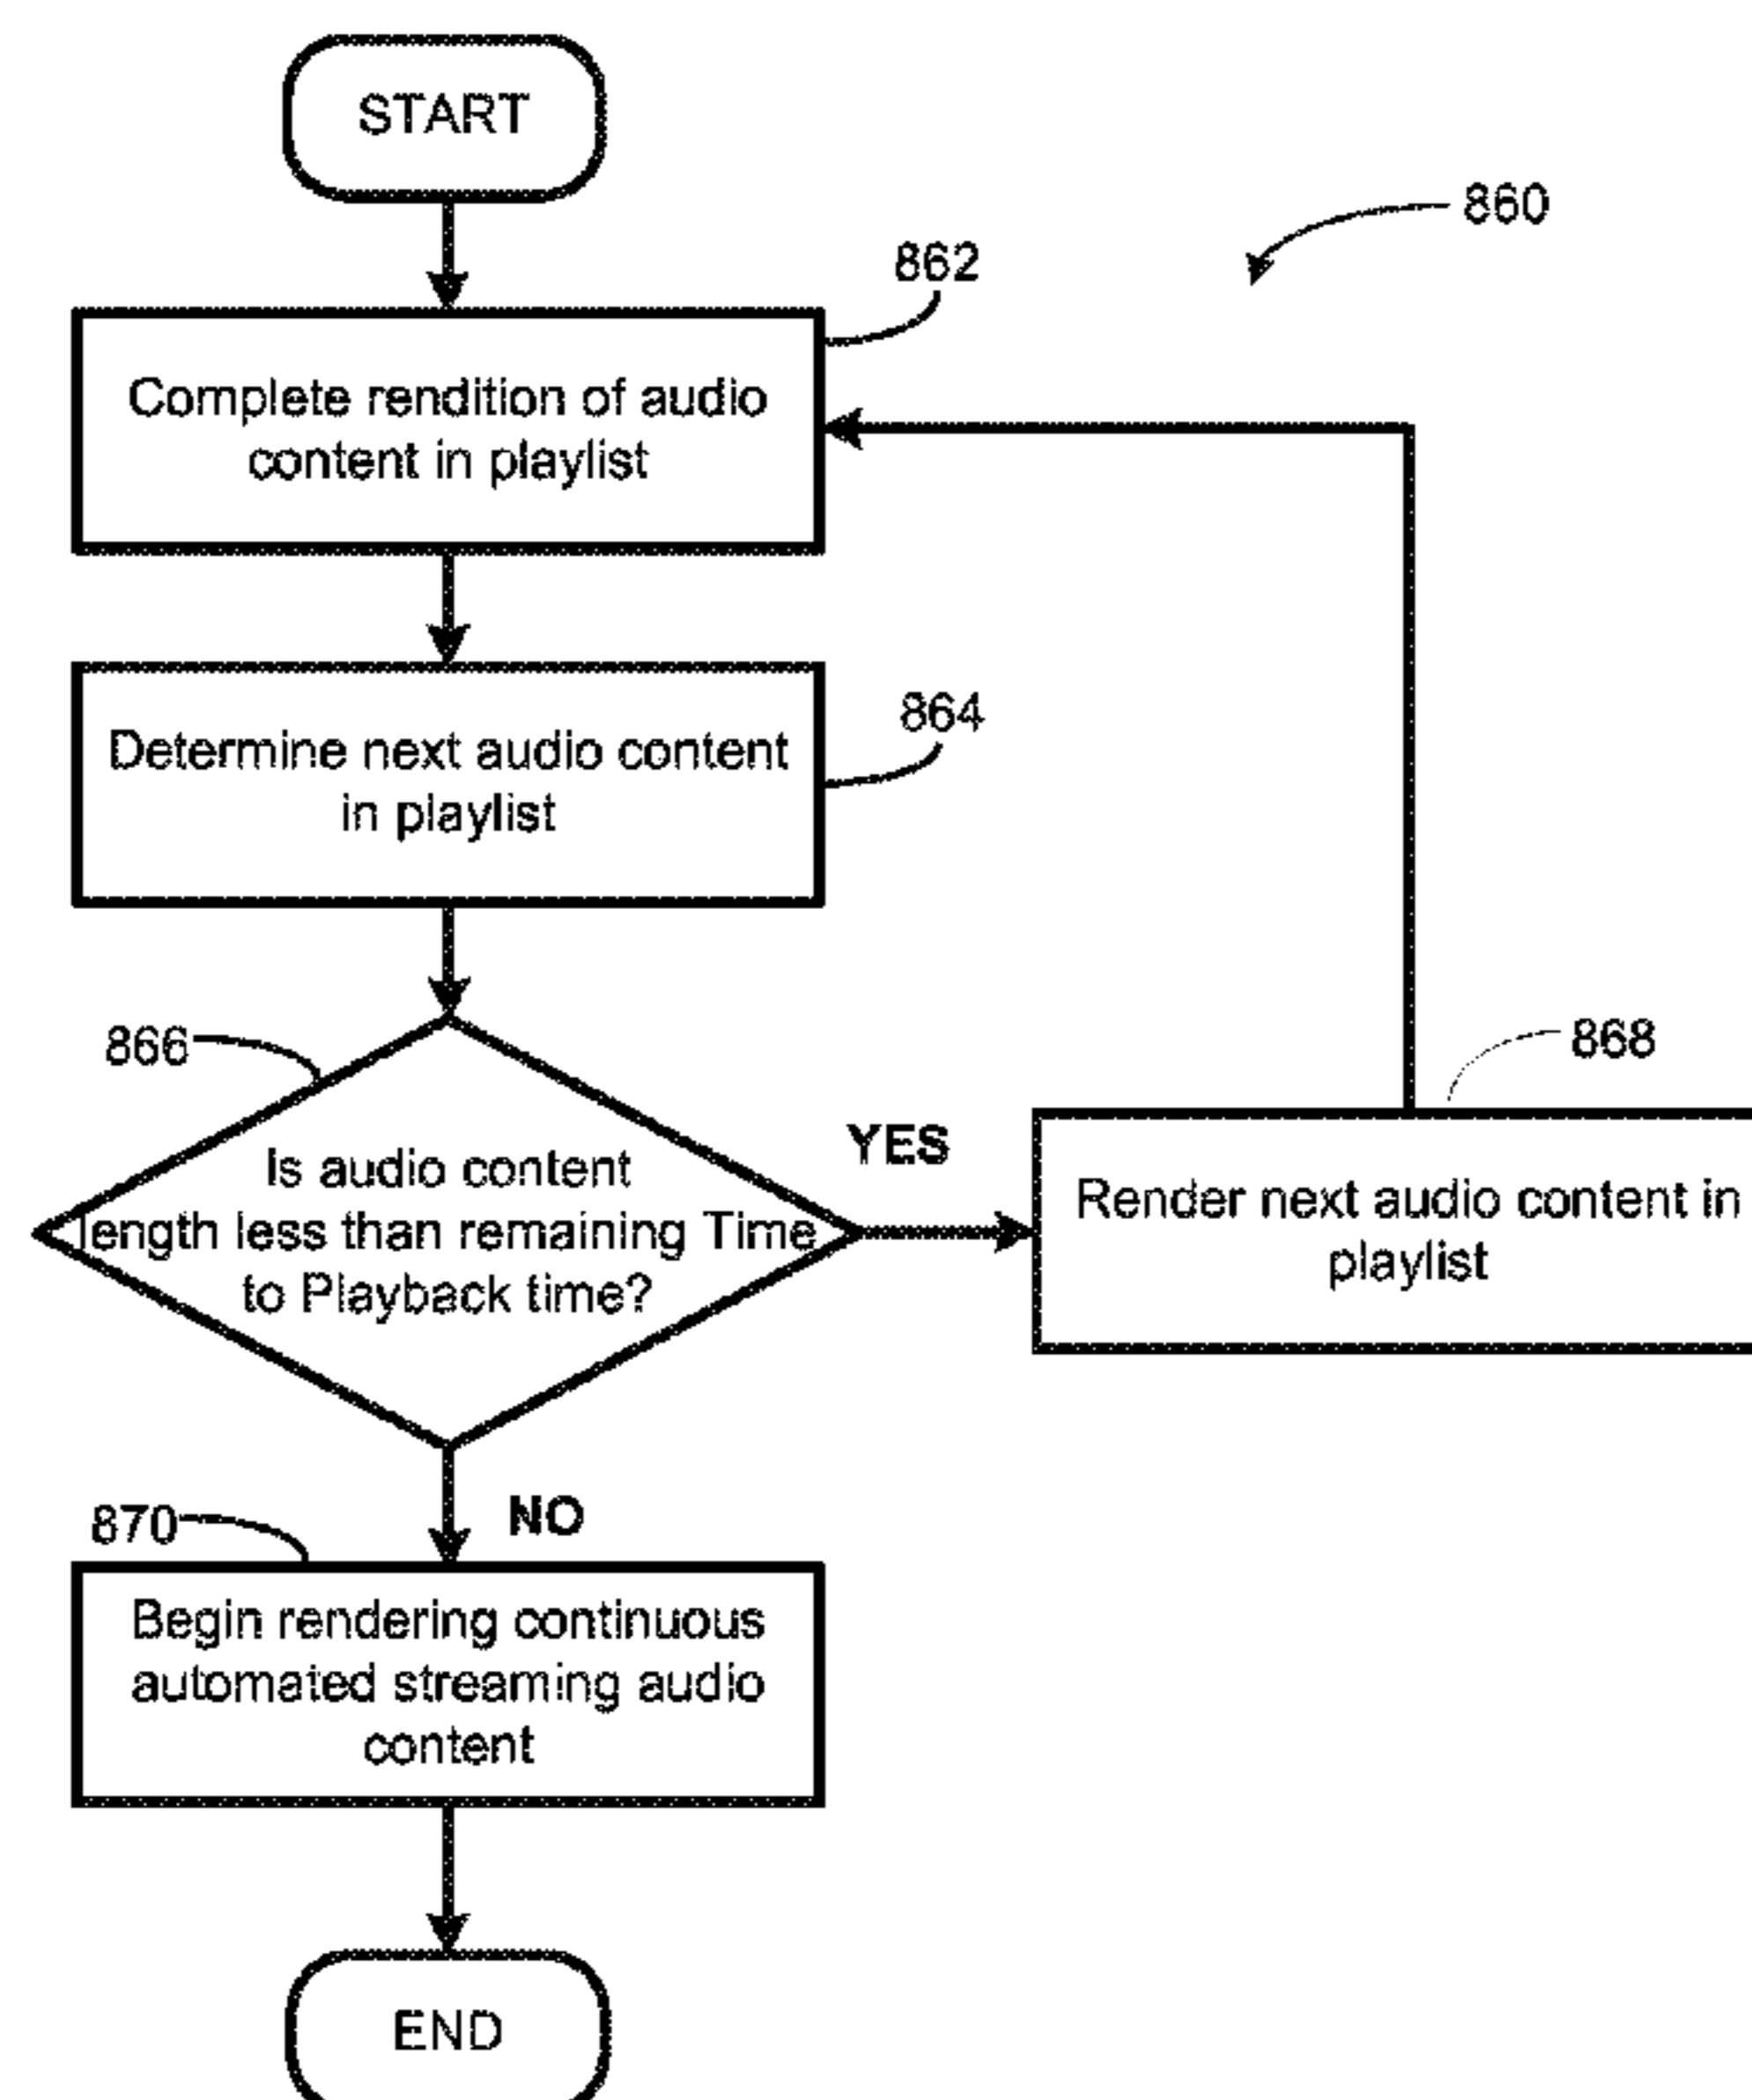 START
860
862
Complete rendition of audio
content in playlist
864
Determine next audio content
in playlist
866
Is audio content
length less than remaining Time
to Playback time?
YES
868
Render next audio content in
playlist
NO
870
Begin rendering continuous
automated streaming audio
content
END